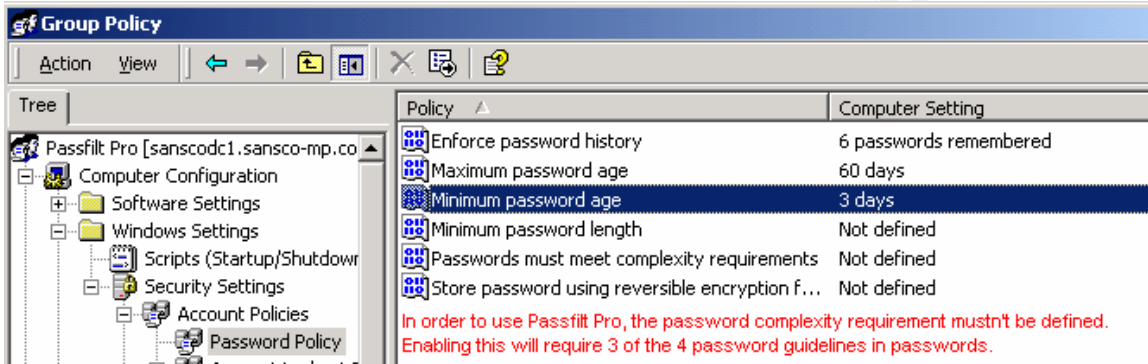 Group Policy
Action View
Tree
Policy Computer Setting
Passfilt Pro [sanscodc1.sansco-mp.co
Enforce password history 6 passwords remembered
Computer Configuration
Maximum password age 60 days
Software Settings
Minimum password age 3 days
Windows Settings
Minimum password length Not defined
Scripts (Startup/Shutdown
Passwords must meet complexity requirements Not defined
Security Settings
Store password using reversible encryption f... Not defined
Account Policies
In order to use Passfilt Pro, the password complexity requirement mustn't be defined.
Password Policy
Enabling this will require 3 of the 4 password guidelines in passwords.